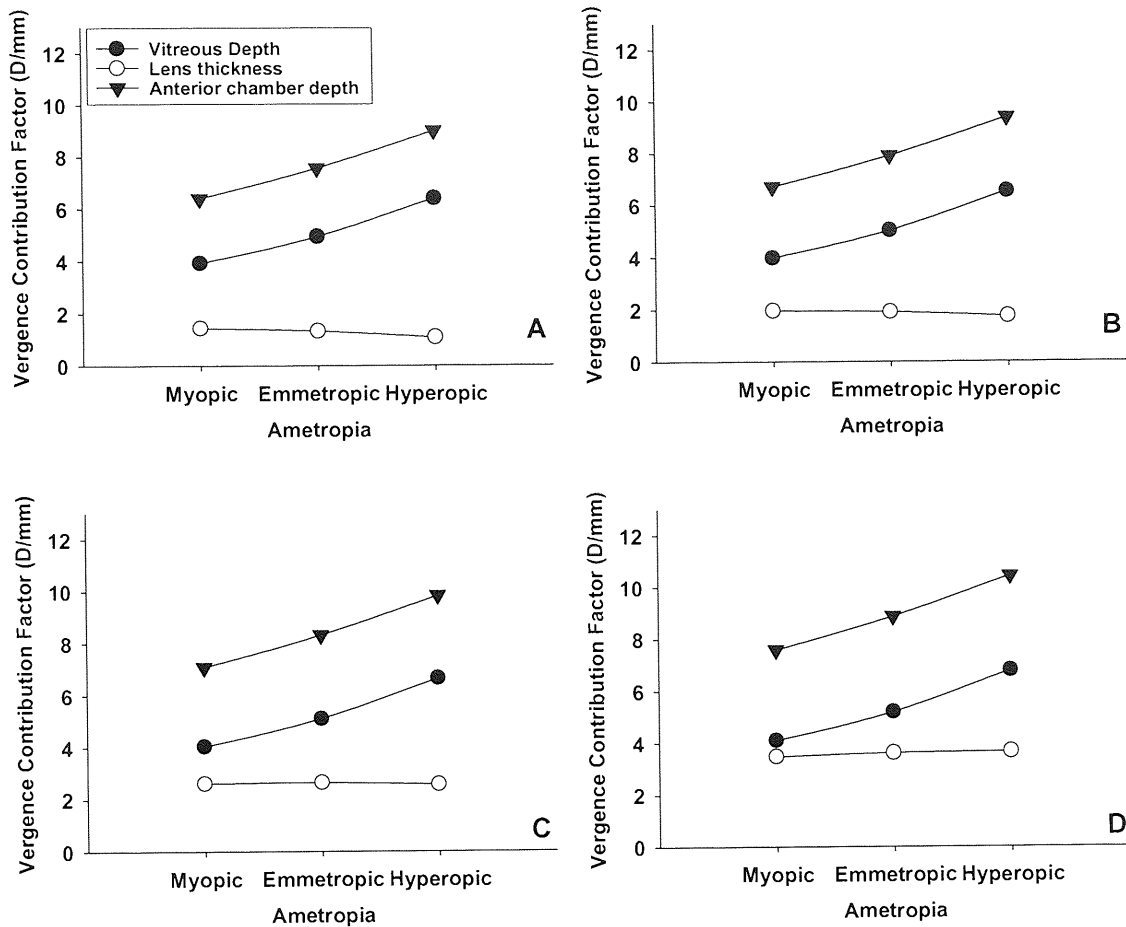 Vergence Contribution Factor (D/mm)
12
10
8
6
4
2
0
Vitreous Depth
Lens thickness
Anterior chamber depth
A
Myopic Emmetropic Hyperopic
Ametropia
Vergence Contribution Factor (D/mm)
12
10
8
6
4
2
0
B
Myopic Emmetropic Hyperopic
Ametropia
Vergence Contribution Factor (D/mm)
12
10
8
6
4
2
0
C
Myopic Emmetropic Hyperopic
Ametropia
Vergence Contribution Factor (D/mm)
12
10
8
6
4
2
0
D
Myopic Emmetropic Hyperopic
Ametropia